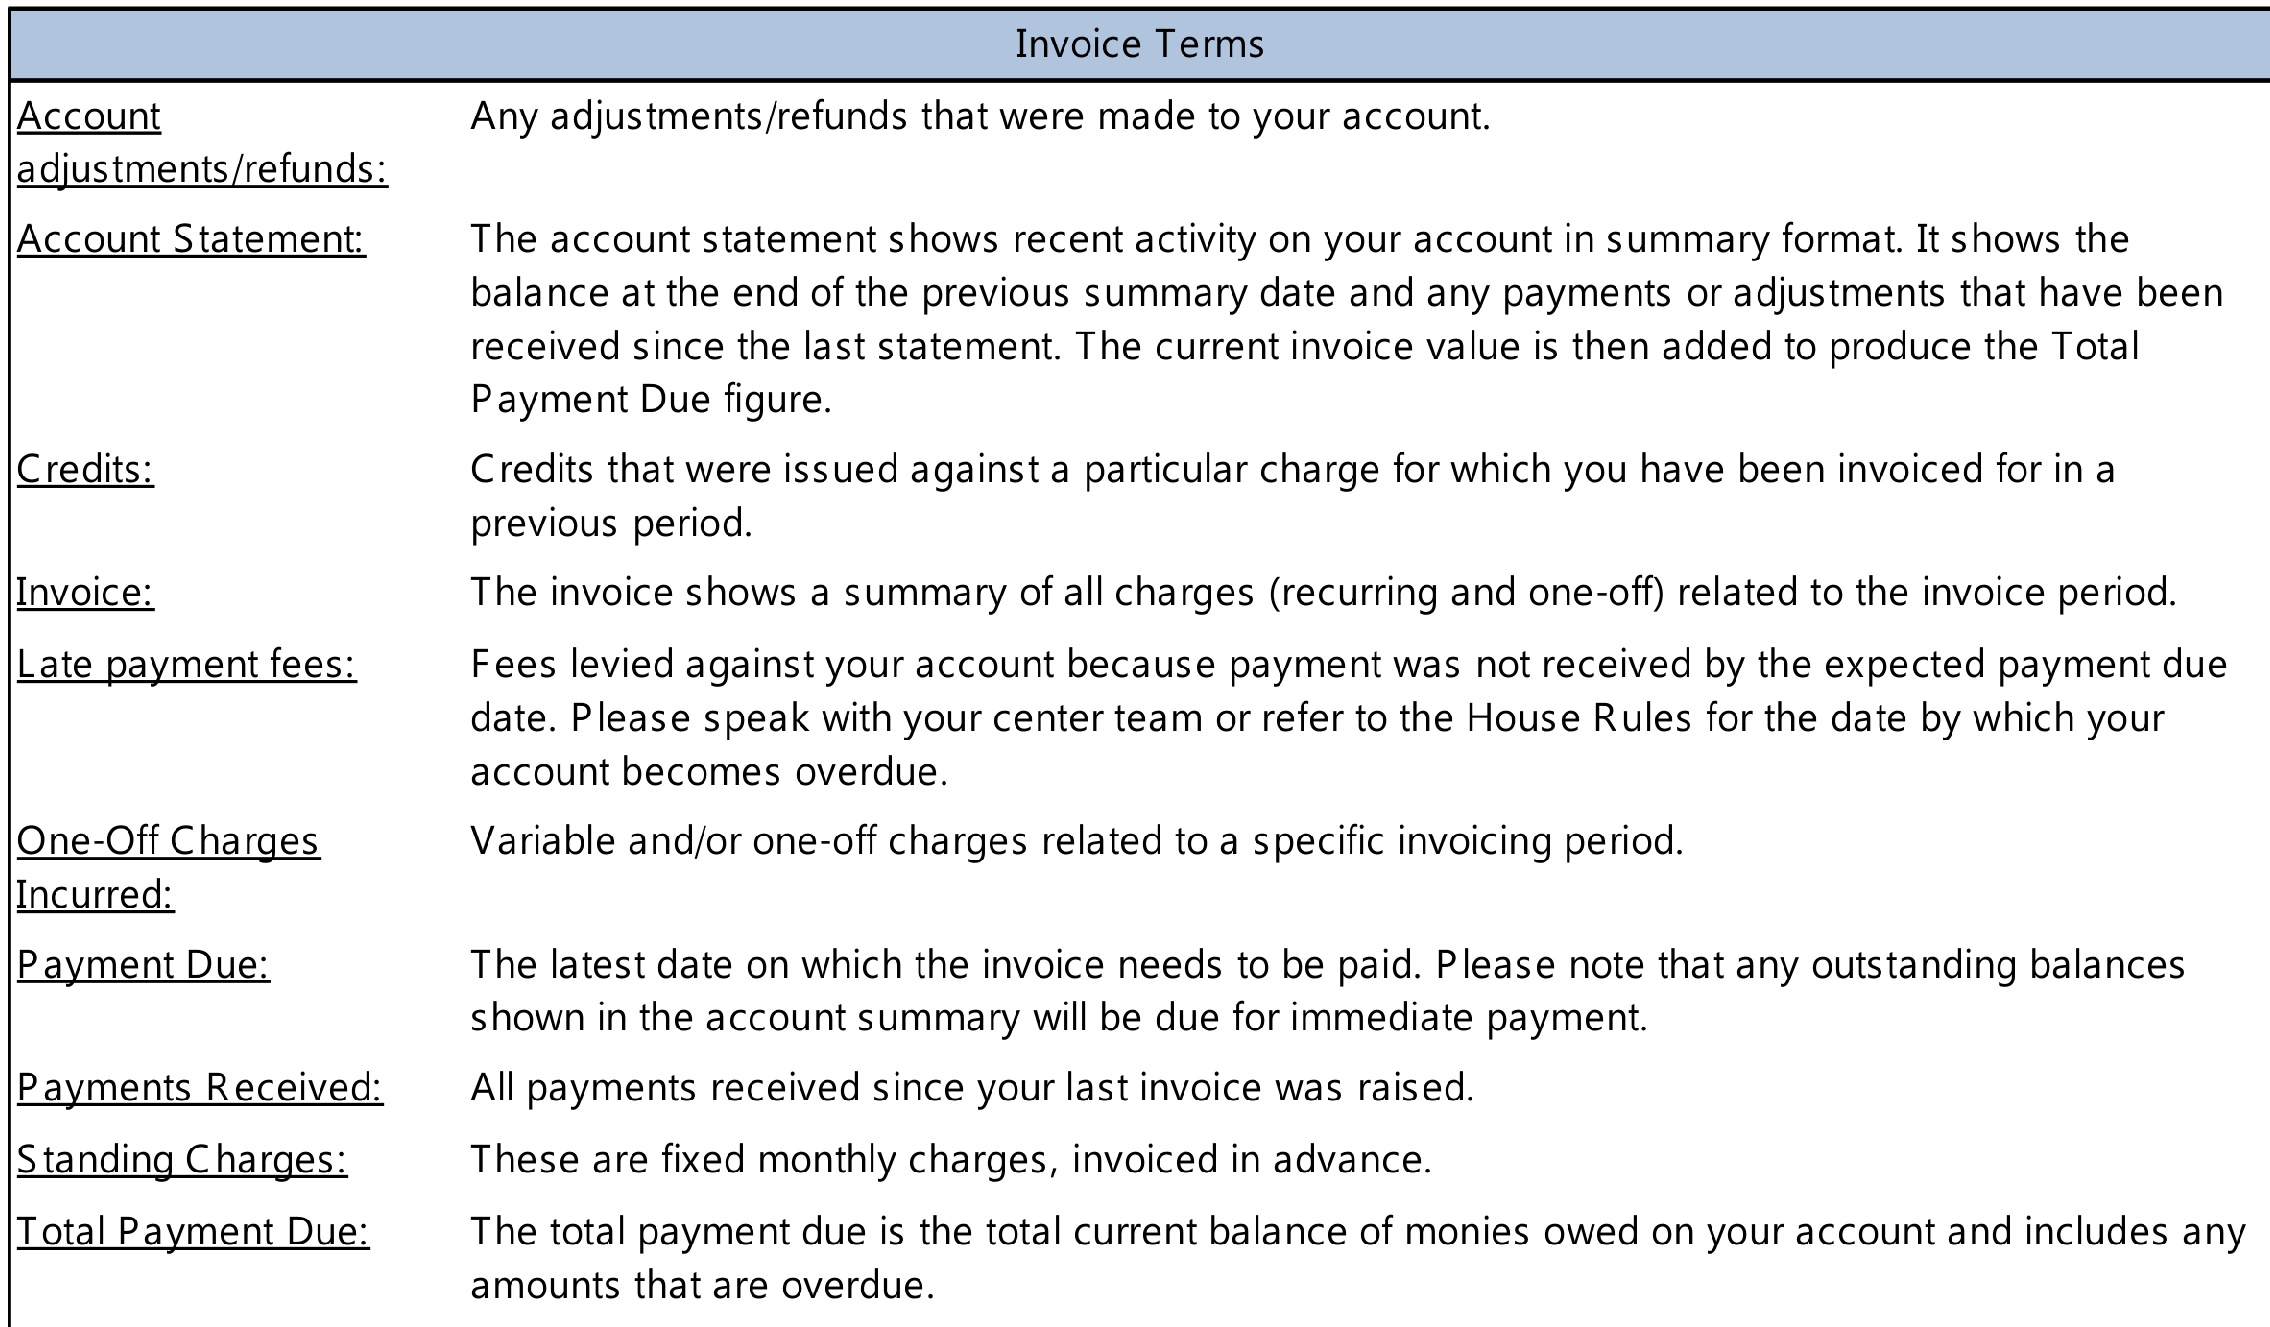 Invoice Terms
Account Any adjustments/refunds that were made to your account.
adjustments/refunds:
Account Statement: The account statement shows recent activity on your account in summary format. It shows the
balance at the end of the previous summary date and any payments or adjustments that have been
received since the last statement. The current invoice value is then added to produce the Total
Payment Due figure.
Credits: Credits that were issued against a particular charge for which you have been invoiced for in a
previous period.
Invoice: The invoice shows a summary of all charges (recurring and one-off) related to the invoice period.
Late payment fees: Fees levied against your account because payment was not received by the expected payment due
date. Please speak with your center team or refer to the House Rules for the date by which your
account becomes overdue.
One-Off Charges Variable and/or one-off charges related to a specific invoicing period.
Incurred:
Payment Due: The latest date on which the invoice needs to be paid. Please note that any outstanding balances
shown in the account summary will be due for immediate payment.
Payments Received: All payments received since your last invoice was raised.
Standing Charges: These are fixed monthly charges, invoiced in advance.
Total Payment Due: The total payment due is the total current balance of monies owed on your account and includes any
amounts that are overdue.